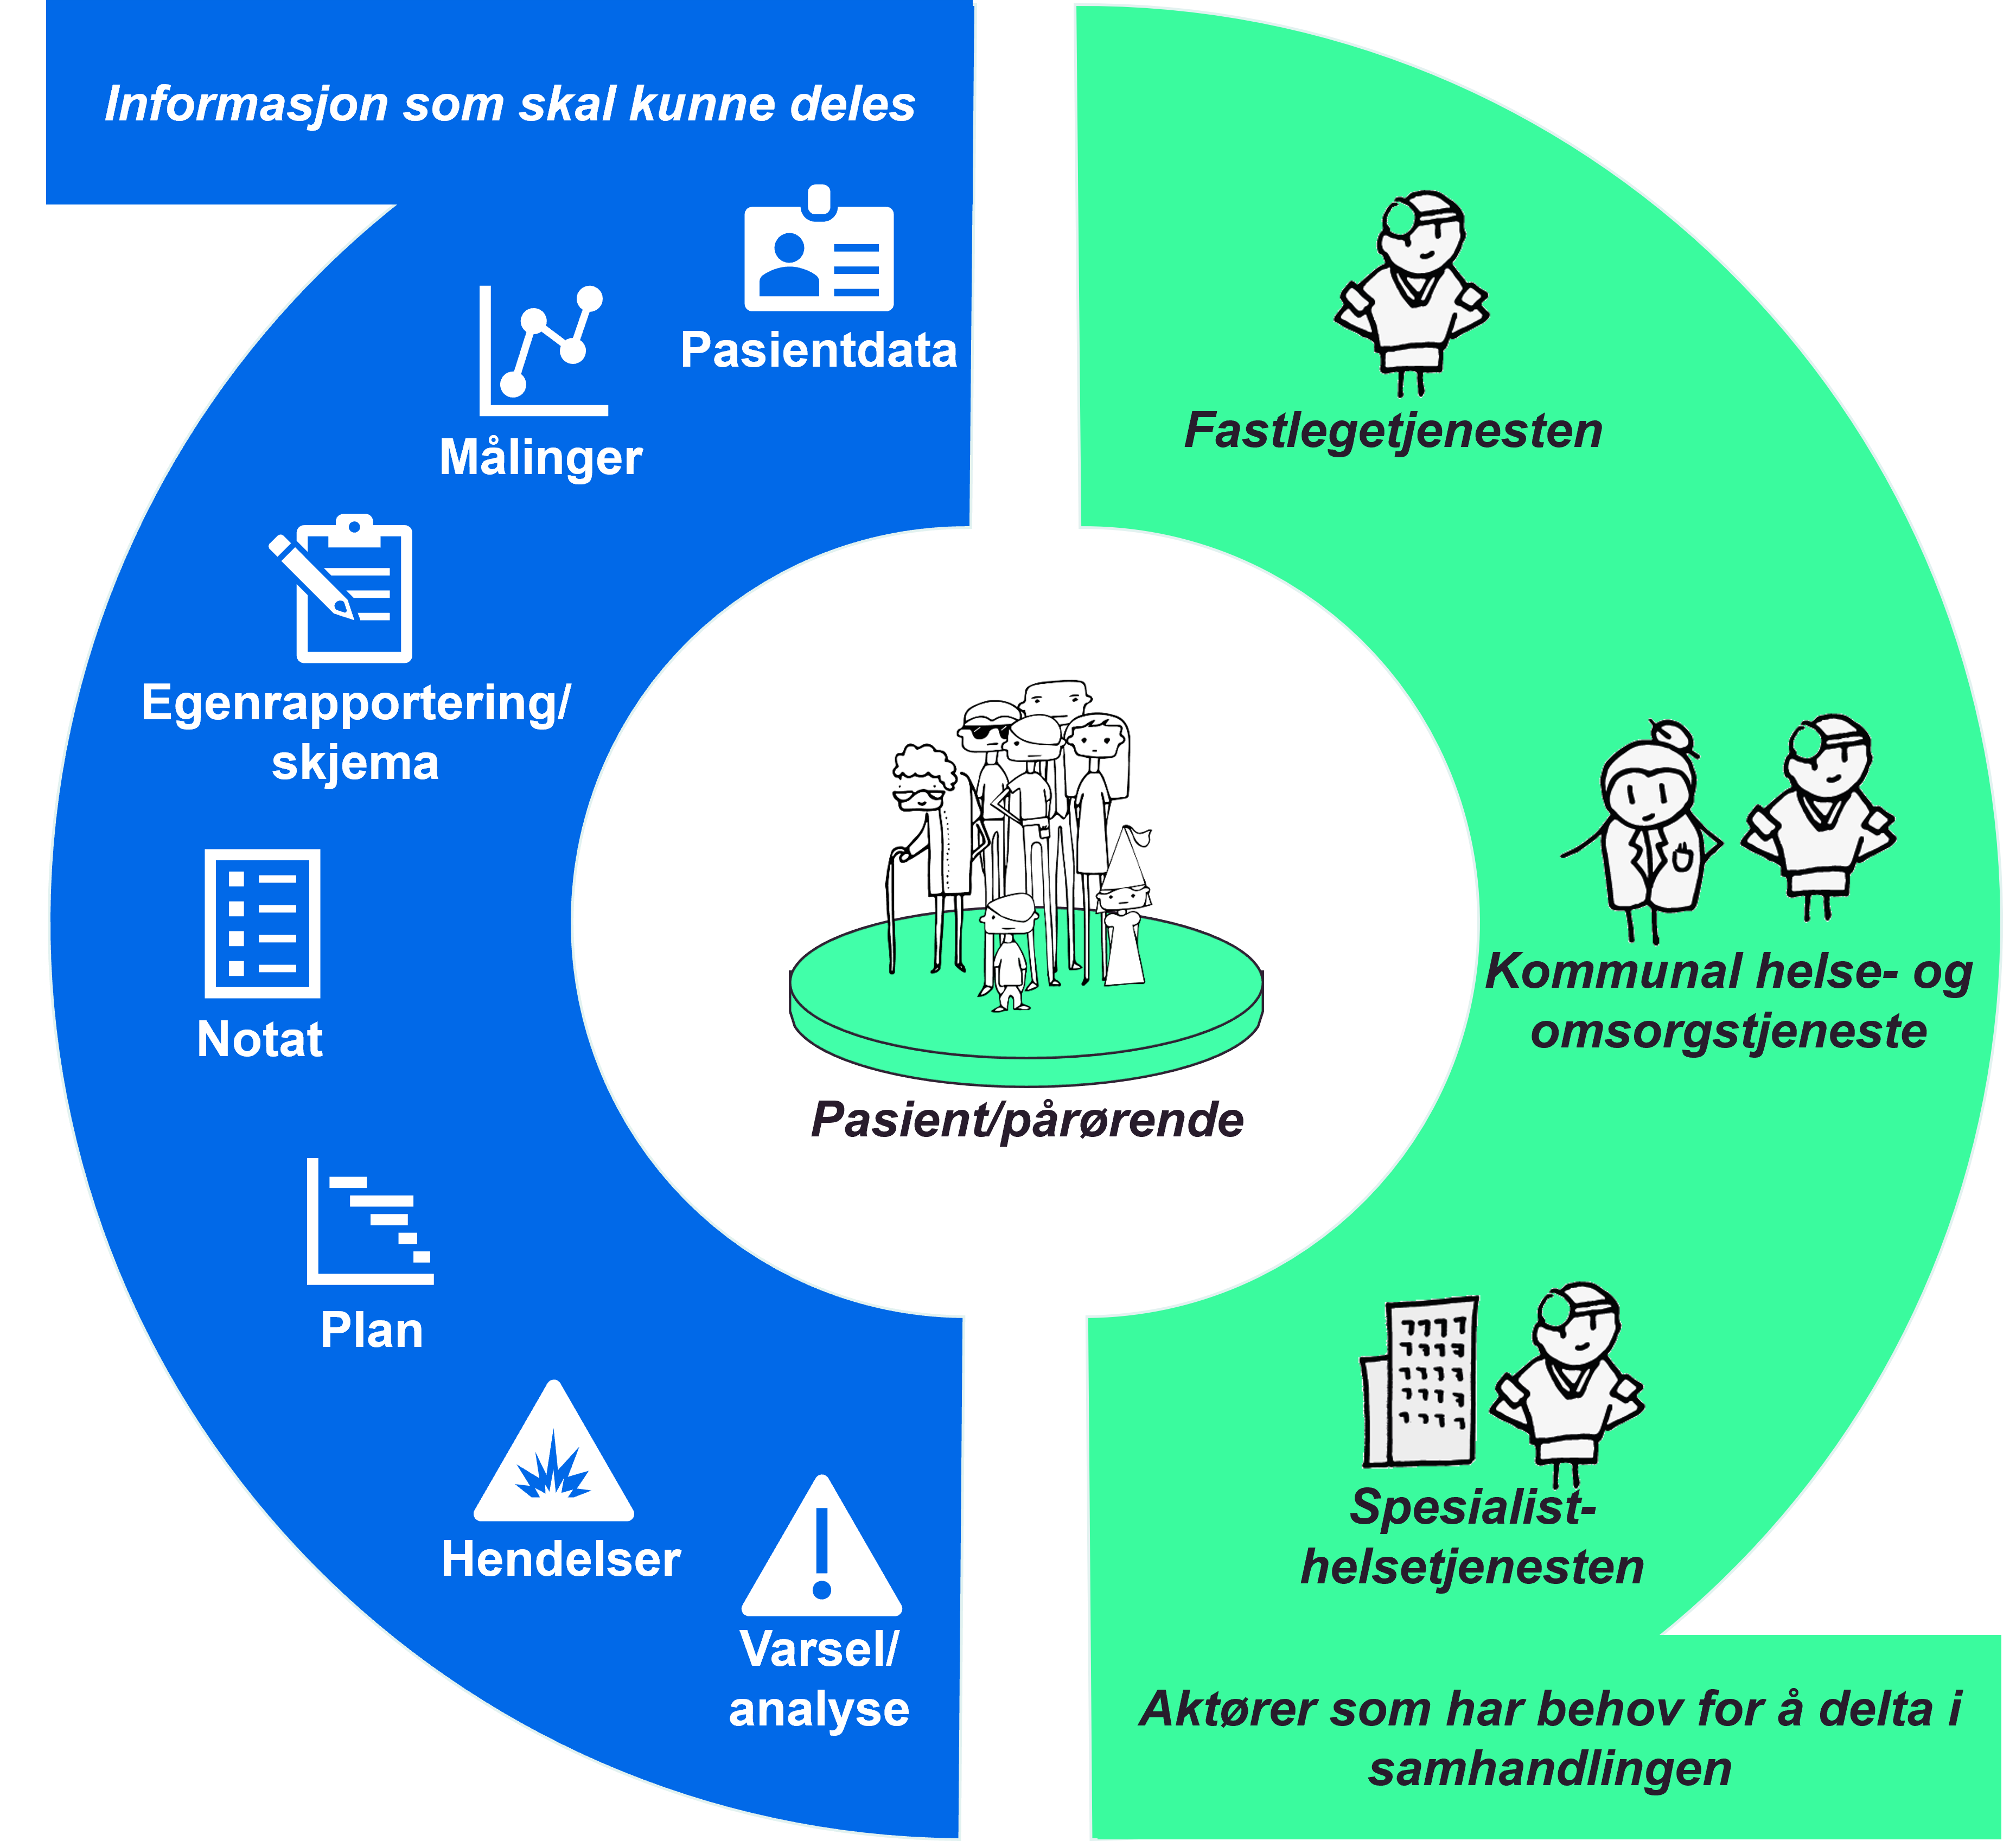 Informasjon som skal kunne deles
Pasientdata
Målinger
Egenrapportering/
skjema
Notat
Plan
Hendelser
Varsel/
analyse
Pasient/pårørende
Fastlegetjenesten
Kommunal helse- og
omsorgstjeneste
Spesialist-
helsetjenesten
Aktører som har behov for å delta i
samhandlingen